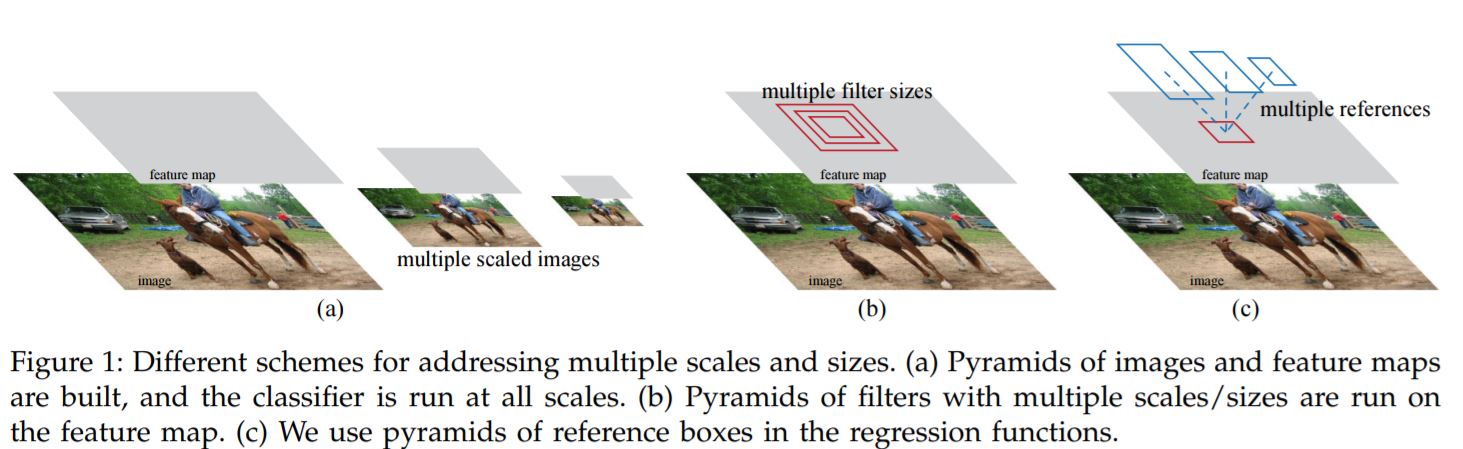 feature map
image
multiple scaled images
(a)
multiple filter sizes
feature map
image
(b)
multiple references
feature map
image
(c)
Figure 1: Different schemes for addressing multiple scales and sizes. (a) Pyramids of images and feature maps
are built, and the classifier is run at all scales. (b) Pyramids of filters with multiple scales/sizes are run on
the feature map. (c) We use pyramids of reference boxes in the regression functions.